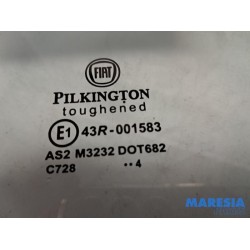 FIAT
PILKINGTON
toughened
E1 43R-001583
AS2 M3232 DOT682
C728 ··4
MARESIA